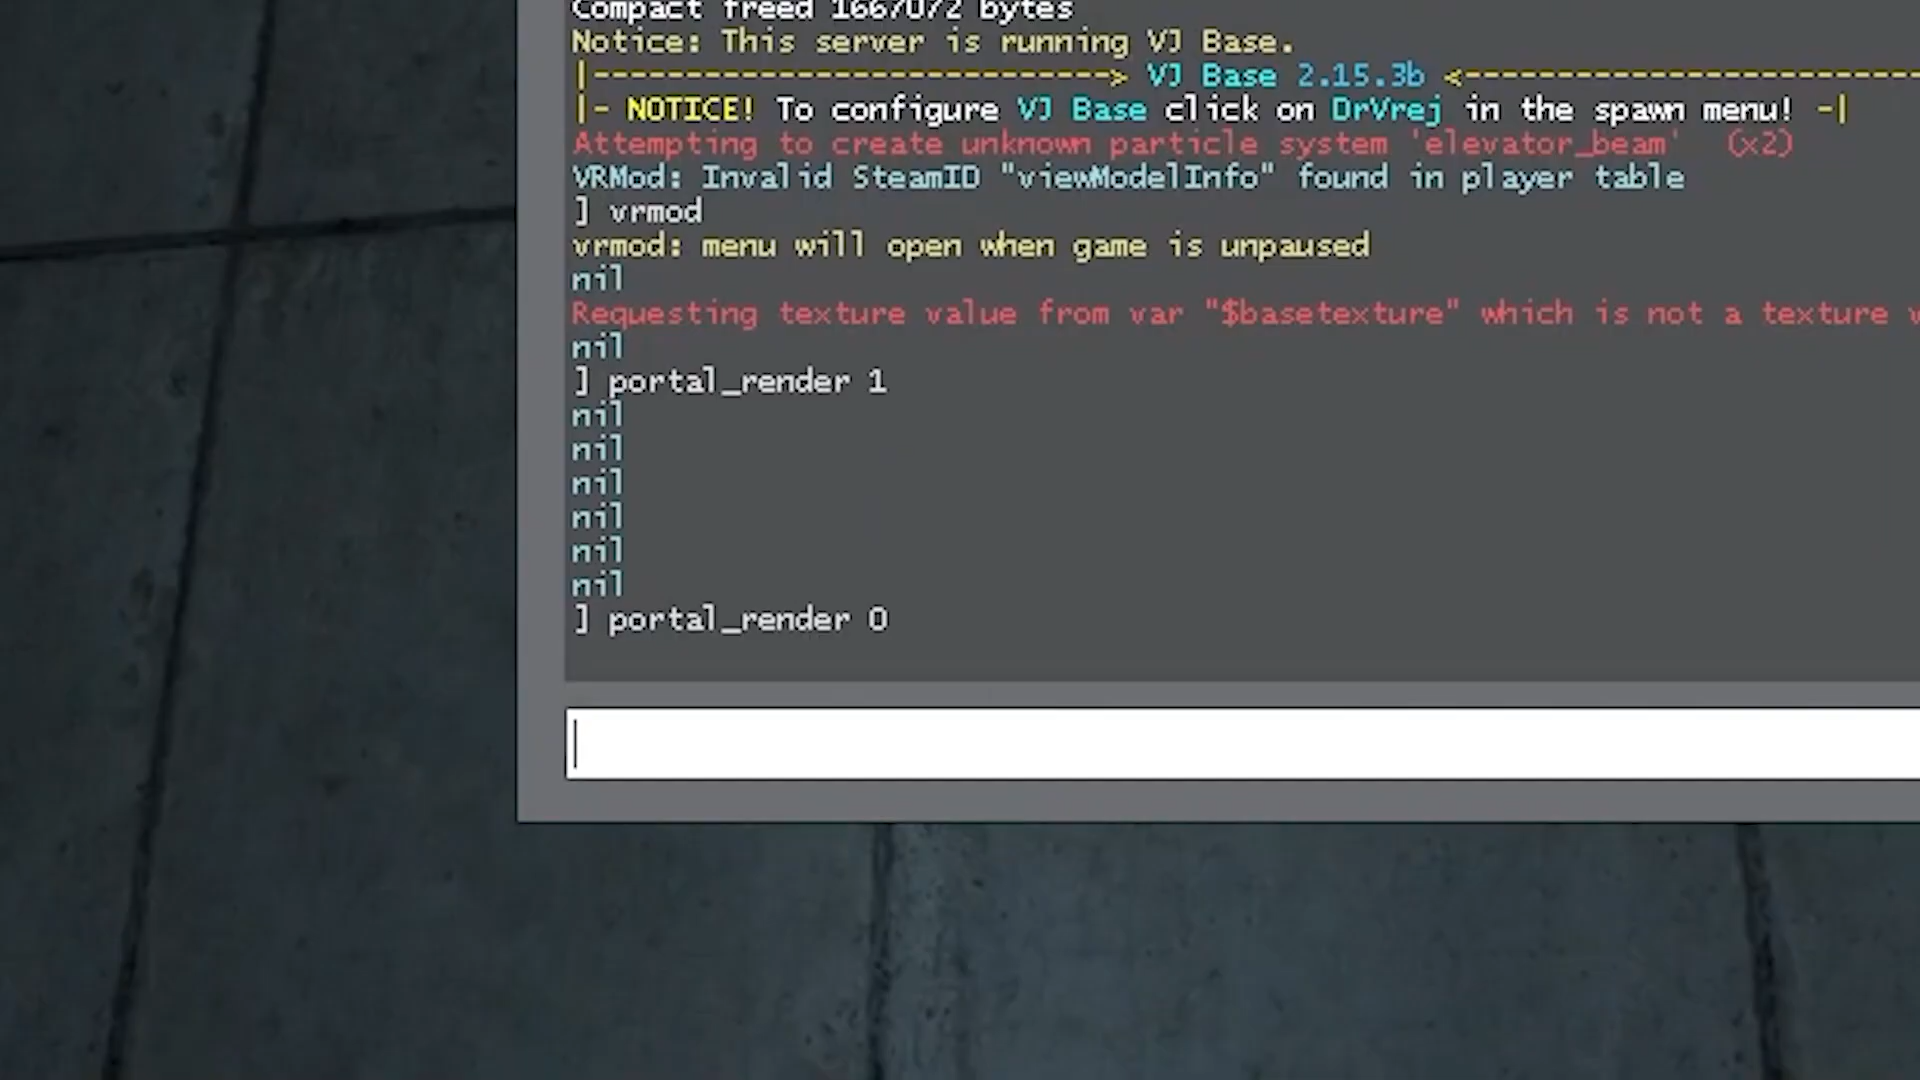 Compact freed 1667072 bytes
Notice: This server is running VJ Base.
|----------------------------> VJ Base 2.15.3b <-------------------------
|- NOTICE! To configure VJ Base click on DrVrej in the spawn menu! -|
Attempting to create unknown particle system 'elevator_beam'  (x2)
VRMod: Invalid SteamID "viewModelInfo" found in player table
] vrmod
vrmod: menu will open when game is unpaused
nil
Requesting texture value from var "$basetexture" which is not a texture
nil
] portal_render 1
nil
nil
nil
nil
nil
nil
] portal_render 0